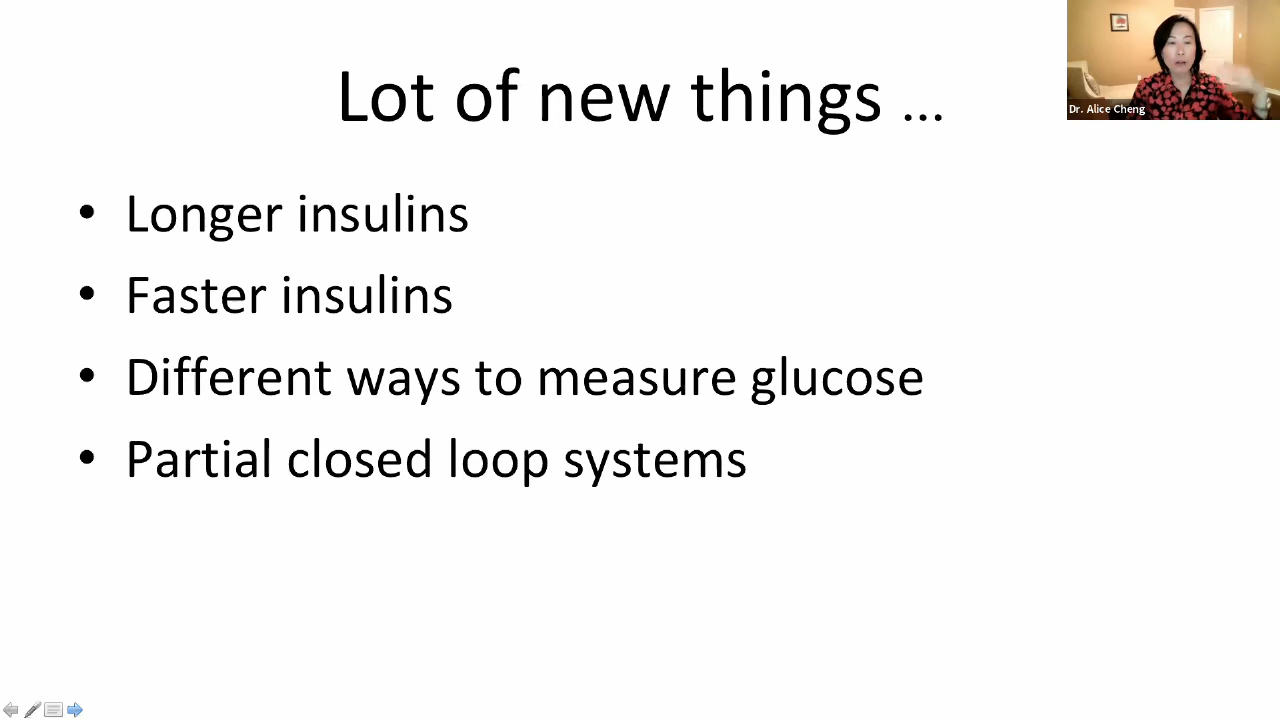 Lot of new things ...
Dr. Alice Cheng
• Longer insulins
• Faster insulins
• Different ways to measure glucose
• Partial closed loop systems